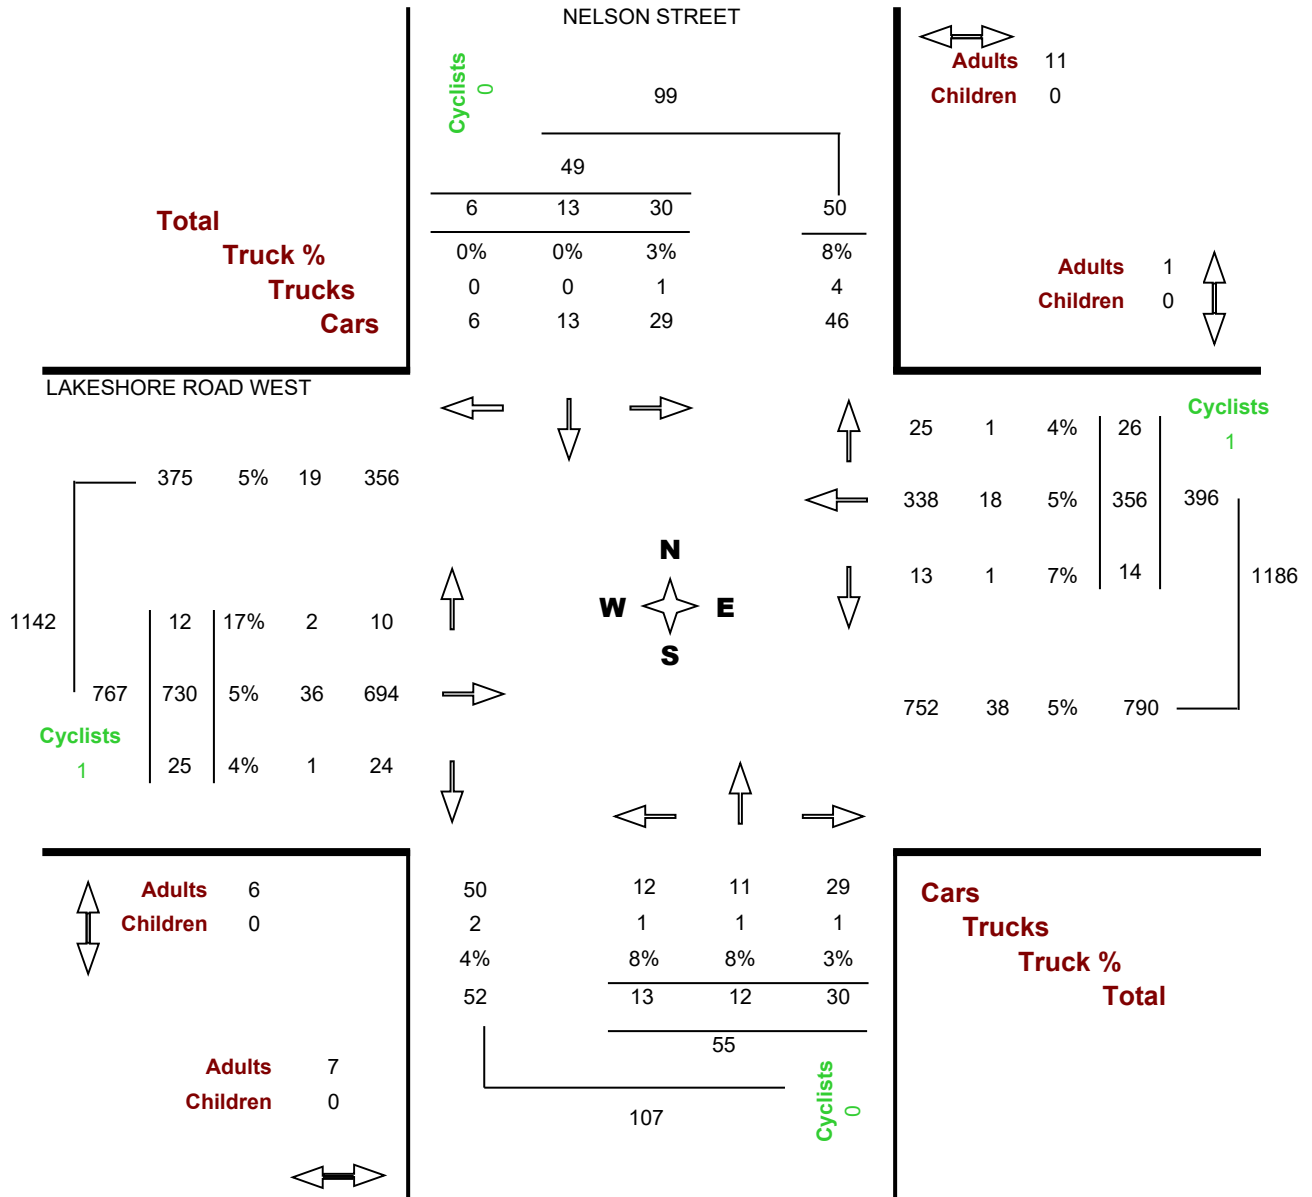 NELSON STREET
Cyclists
0
99
Adults 11
Children 0
49
6 13 30 50
Total
Truck %
Trucks
Cars
0% 0% 3% 8%
0 0 1 4
6 13 29 46
Adults 1
Children 0
LAKESHORE ROAD WEST
Cyclists
1
25 1 4% 26
375 5% 19 356
338 18 5% 356 396
N
W E
S
13 1 7% 14
1186
1142
12 17% 2 10
767 730 5% 36 694
752 38 5% 790
Cyclists
1
25 4% 1 24
Adults 6
Children 0
50 12 11 29
2 1 1 1
4% 8% 8% 3%
52 13 12 30
55
Cars
Trucks
Truck %
Total
Adults 7
Children 0
107
Cyclists
0